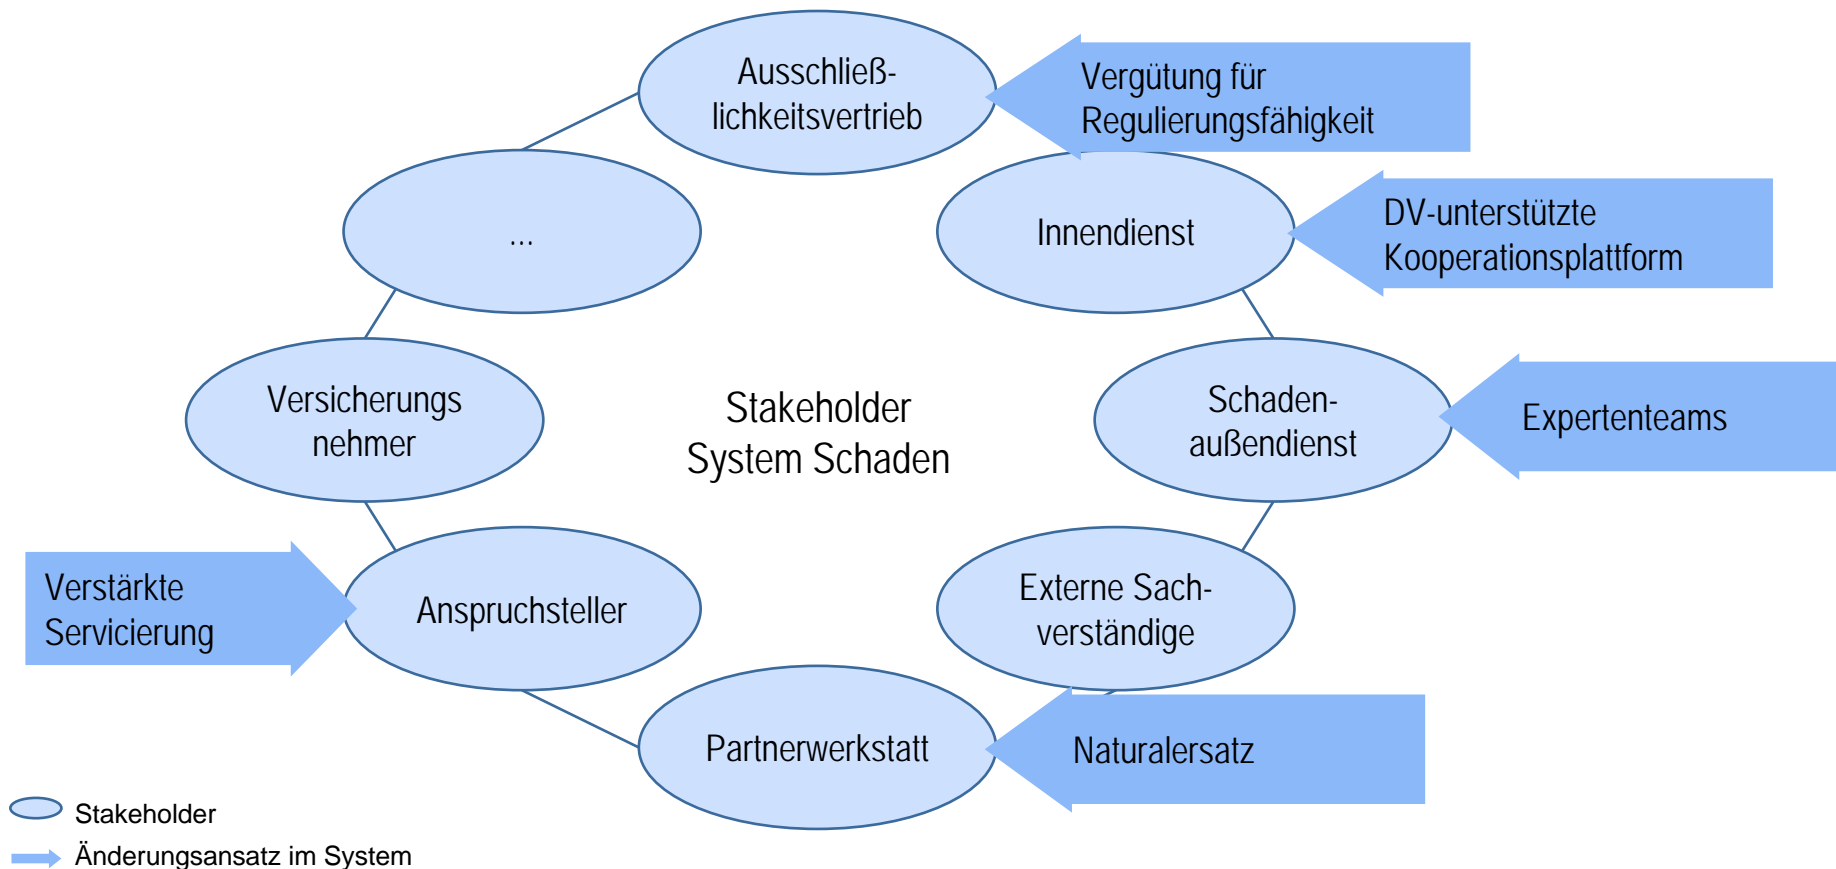 Ausschließ-
lichkeitsvertrieb
Vergütung für
Regulierungsfähigkeit
...
Innendienst
DV-unterstützte
Kooperationsplattform
Versicherungs
nehmer
Stakeholder
System Schaden
Schaden-
außendienst
Expertenteams
Verstärkte
Servicierung
Anspruchsteller
Externe Sach-
verständige
Partnerwerkstatt
Naturalersatz
Stakeholder
Änderungsansatz im System